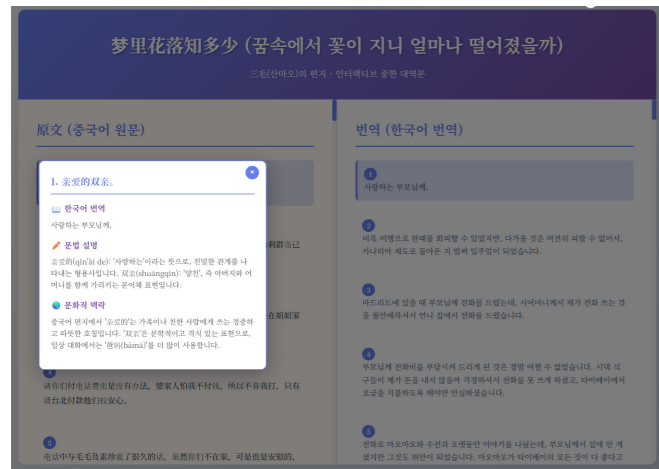 梦里花落知多少 (꿈속에서 꽃이 지니 얼마나 떨어졌을까)
三毛(산마오)의 편지 · 인터랙티브 중한 대역본
原文 (중국어 원문)
1. 亲爱的双亲。
📖 한국어 번역
사랑하는 부모님께,
🖍 문법 설명
亲爱的(qīn'ài de): '사랑하는'이라는 뜻으로, 친밀한 관계를 나
타내는 형용사입니다. 双亲(shuāngqīn): '양친', 즉 아버지와 어
머니를 함께 가리키는 문어체 표현입니다.
🌍 문화적 맥락
중국어 편지에서 '亲爱的'는 가족이나 친한 사람에게 쓰는 정중하
고 따뜻한 호칭입니다. '双亲'은 문학적이고 격식 있는 표현으로,
일상 대화에서는 '爸妈(bàmā)'를 더 많이 사용합니다.
利群岛已
在姐姐家
4
请你们付电话费实是没有办法，婆家人怕我不付钱，所以不肯我打，只有
请台北付款他们较安心。
5
电话中与毛毛及素珍说了很久的话，虽然你们不在家，可是也是安慰的，
번역 (한국어 번역)
1
사랑하는 부모님께,
2
비록 여행으로 한때를 회피할 수 있었지만, 다가올 것은 여전히 피할 수 없어서,
카나리아 제도로 돌아온 지 벌써 일주일이 되었습니다.
3
마드리드에 있을 때 부모님께 전화를 드렸는데, 시어머니께서 제가 전화 쓰는 것
을 불안해하셔서 언니 집에서 전화를 드렸습니다.
4
부모님께 전화비를 부담시켜 드리게 된 것은 정말 어쩔 수 없었습니다. 시댁 식
구들이 제가 돈을 내지 않을까 걱정하셔서 전화를 못 쓰게 하셨고, 타이베이에서
요금을 지불하도록 해야만 안심하셨습니다.
5
전화로 마오마오와 수전과 오랫동안 이야기를 나눴는데, 부모님께서 집에 안 계
셨지만 그것도 위안이 되었습니다. 마오마오가 타이베이의 모든 것이 다 좋다고